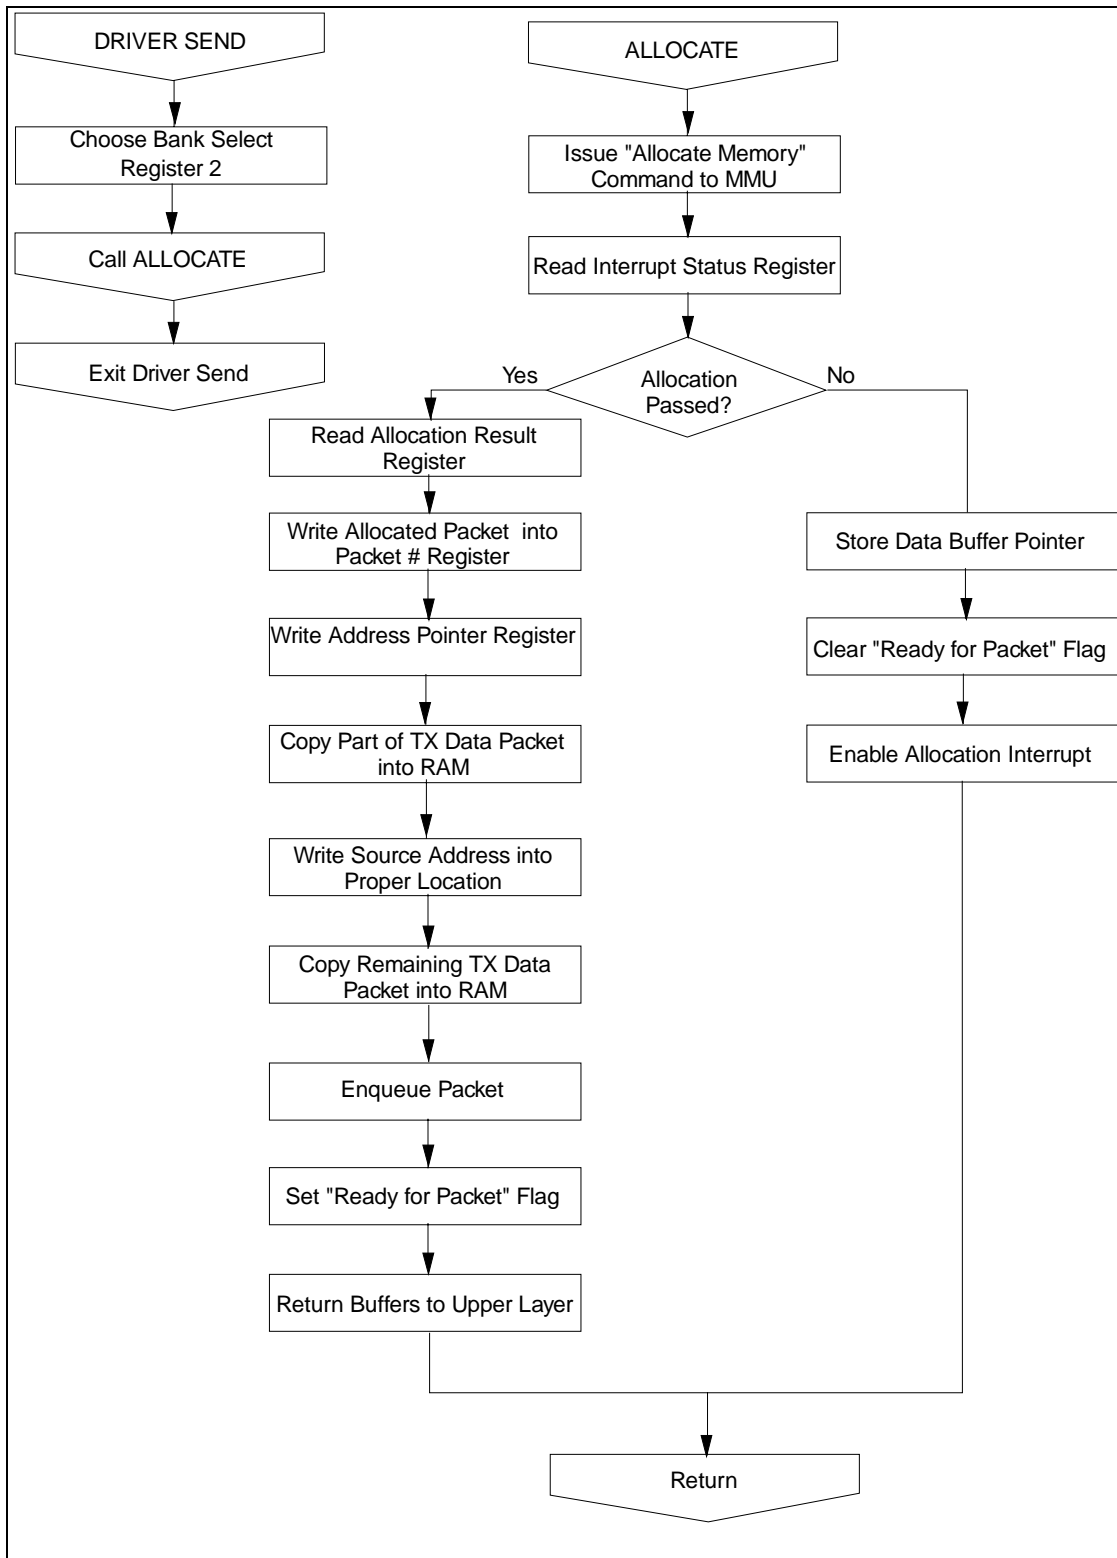 DRIVER SEND
Choose Bank Select
Register 2
Call ALLOCATE
Exit Driver Send
ALLOCATE
Issue "Allocate Memory"
Command to MMU
Read Interrupt Status Register
Allocation
Passed?
Yes
No
Read Allocation Result
Register
Write Allocated Packet into
Packet # Register
Write Address Pointer Register
Copy Part of TX Data Packet
into RAM
Write Source Address into
Proper Location
Copy Remaining TX Data
Packet into RAM
Enqueue Packet
Set "Ready for Packet" Flag
Return Buffers to Upper Layer
Store Data Buffer Pointer
Clear "Ready for Packet" Flag
Enable Allocation Interrupt
Return